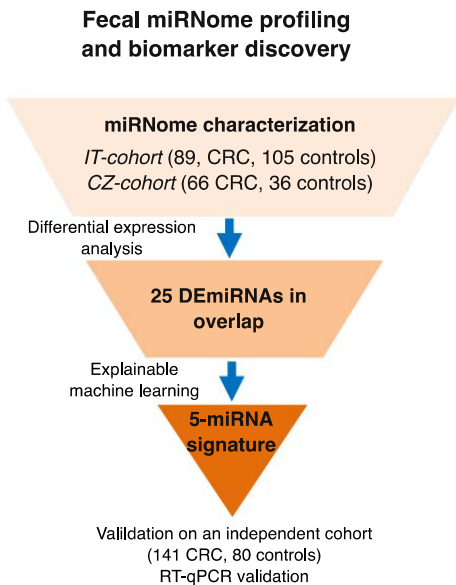 Fecal miRNome profiling
and biomarker discovery
miRNome characterization
IT-cohort (89, CRC, 105 controls)
CZ-cohort (66 CRC, 36 controls)
Differential expression
analysis
25 DEmiRNAs in
overlap
Explainable
machine learning
5-miRNA
signature
Valildation on an independent cohort
(141 CRC, 80 controls)
RT-qPCR validation